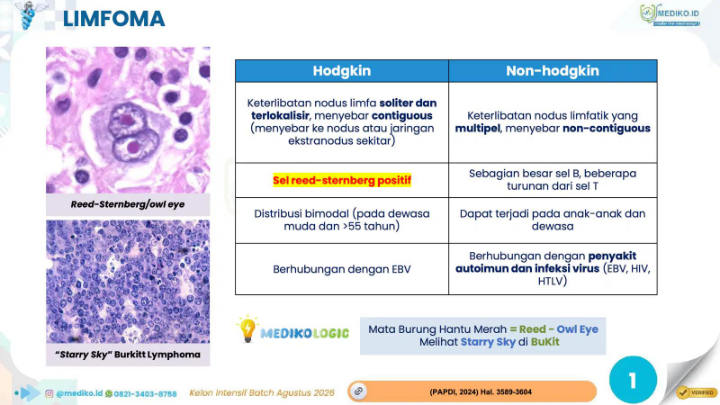 LIMFOMA
MEDIKO.ID
Reed-Sternberg/owl eye
"Starry Sky" Burkitt Lymphoma
Hodgkin
Non-hodgkin
Keterlibatan nodus limfa soliter dan
terlokalisir, menyebar contiguous
(menyebar ke nodus atau jaringan
ekstranodus sekitar)
Keterlibatan nodus limfatik yang
multipel, menyebar non-contiguous
Sel reed-sternberg positif
Sebagian besar sel B, beberapa
turunan dari sel T
Distribusi bimodal (pada dewasa
muda dan >55 tahun)
Dapat terjadi pada anak-anak dan
dewasa
Berhubungan dengan EBV
Berhubungan dengan penyakit
autoimun dan infeksi virus (EBV, HIV,
HTLV)
MEDIKOLOGIC
Mata Burung Hantu Merah = Reed - Owl Eye
Melihat Starry Sky di BuKit
@mediko.id 0821-3403-8758
Kelon Intensif Batch Agustus 2026
(PAPDI, 2024) Hal. 3589-3604
1
VERIFIED